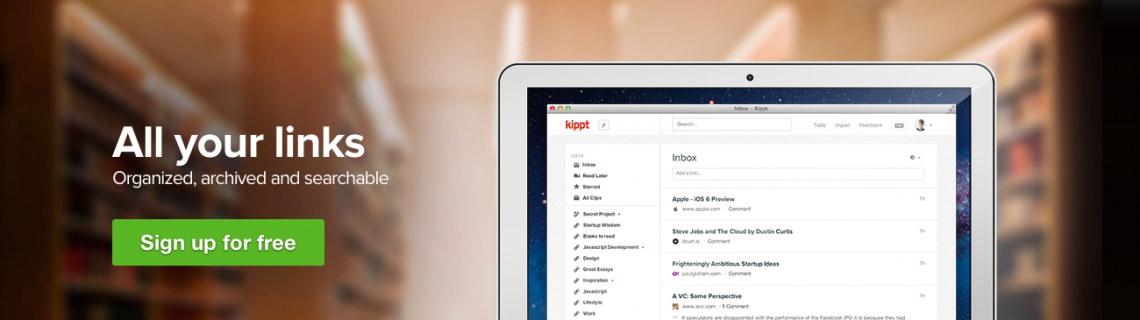 All your links
Organized, archived and searchable
Sign up for free
Inbox – Kippt
kippt
Search...
Tools Import Feedback
LISTS
Inbox
Read Later
Starred
All Clips
Secret Project
Startup Wisdom
Books to read
Javascript Development
Design
Great Essays
Inspiration
Javascript
Lifestyle
Work
Inbox
Add a link...
Apple - iOS 6 Preview
www.apple.com · Comment
Steve Jobs and The Cloud by Dustin Curtis
dcurt.is · Comment
Frighteningly Ambitious Startup Ideas
paulgraham.com · Comment
A VC: Some Perspective
www.avc.com · 1 Comment
If speculators are disappointed with the performance of the Facebook IPO it is because they had